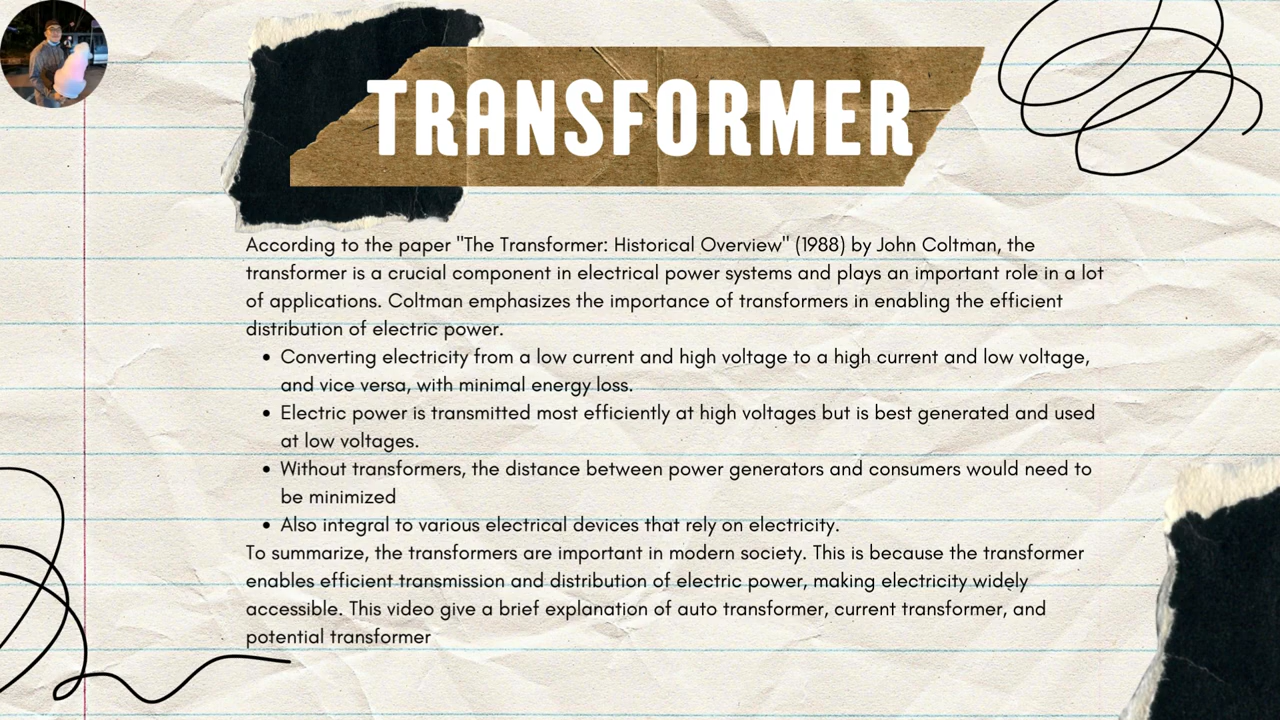 TRANSFORMER
According to the paper "The Transformer: Historical Overview" (1988) by John Coltman, the
transformer is a crucial component in electrical power systems and plays an important role in a lot
of applications. Coltman emphasizes the importance of transformers in enabling the efficient
distribution of electric power.
• Converting electricity from a low current and high voltage to a high current and low voltage,
and vice versa, with minimal energy loss.
• Electric power is transmitted most efficiently at high voltages but is best generated and used
at low voltages.
• Without transformers, the distance between power generators and consumers would need to
be minimized
• Also integral to various electrical devices that rely on electricity.
To summarize, the transformers are important in modern society. This is because the transformer
enables efficient transmission and distribution of electric power, making electricity widely
accessible. This video give a brief explanation of auto transformer, current transformer, and
potential transformer